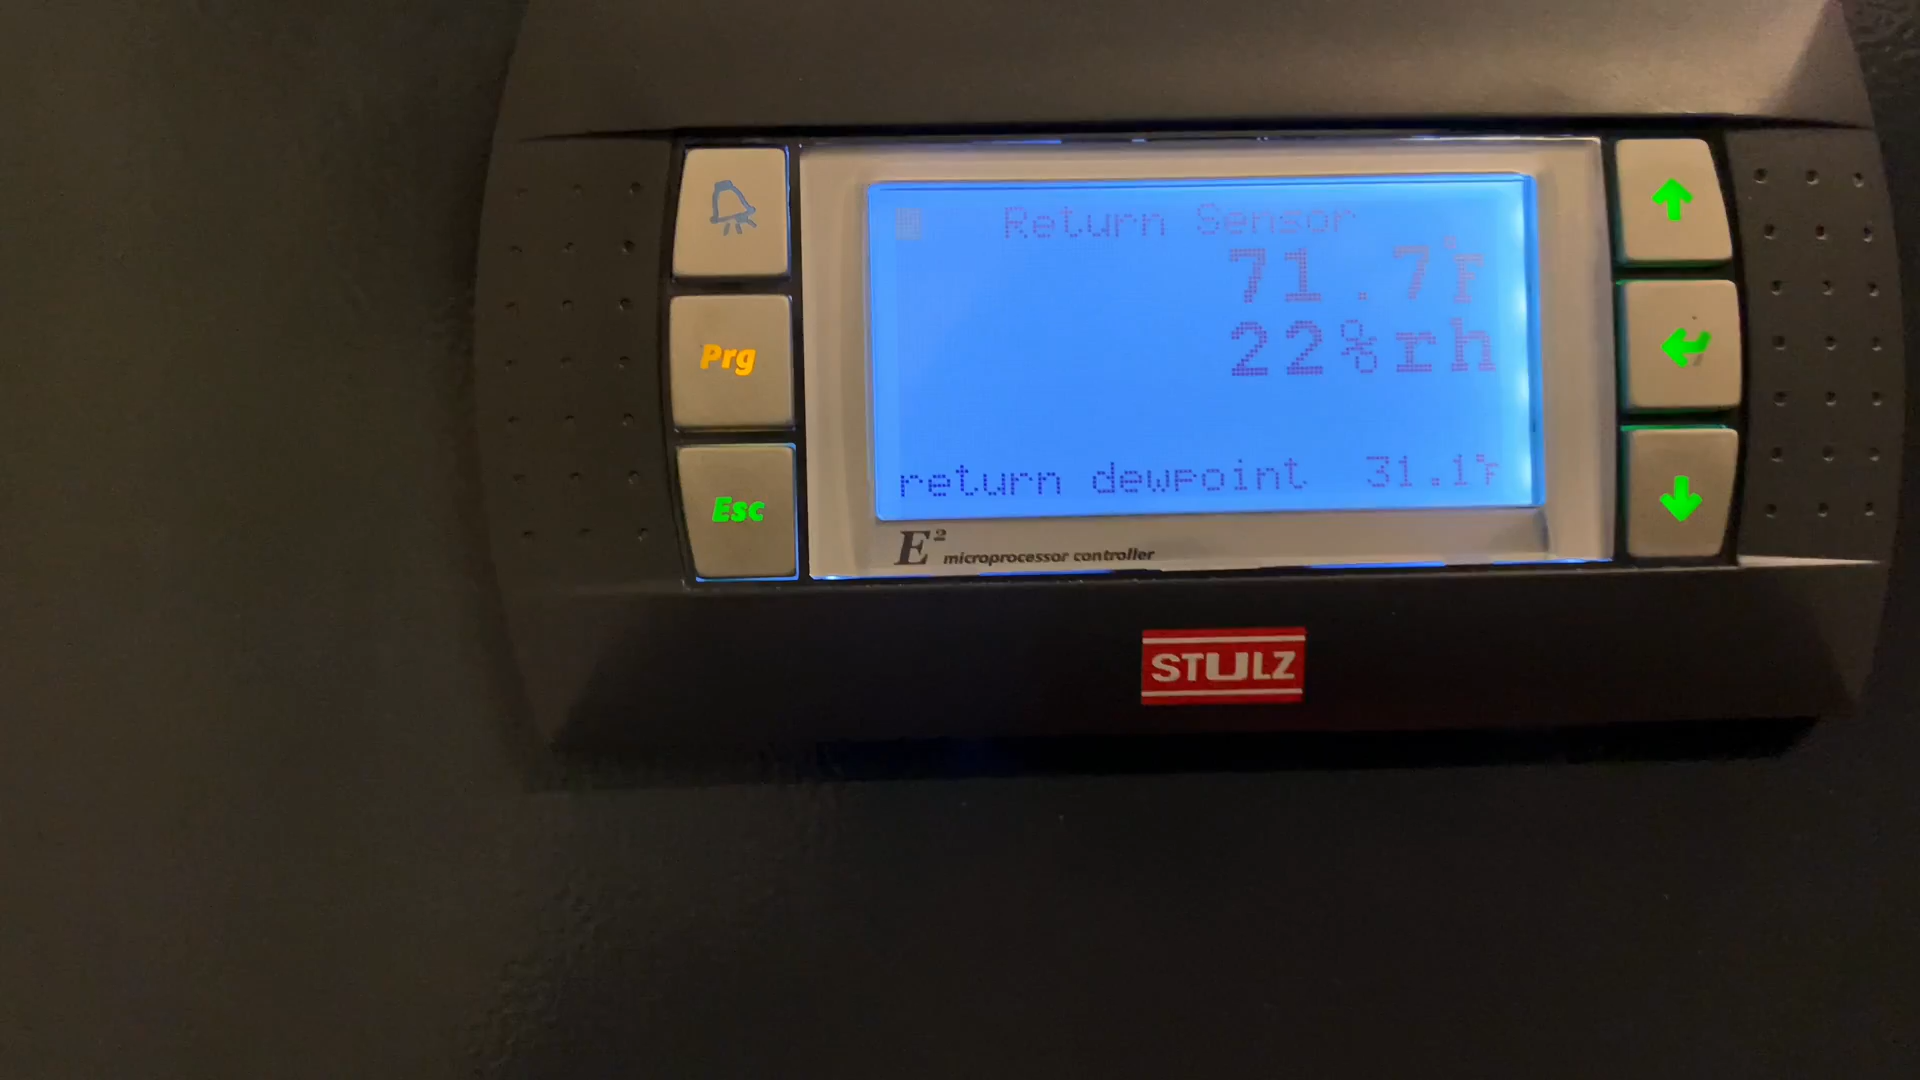 Return Sensor
71.7°F
22%rh
return dewpoint 31.1°F
Prg
Esc
E² microprocessor controller
STULZ